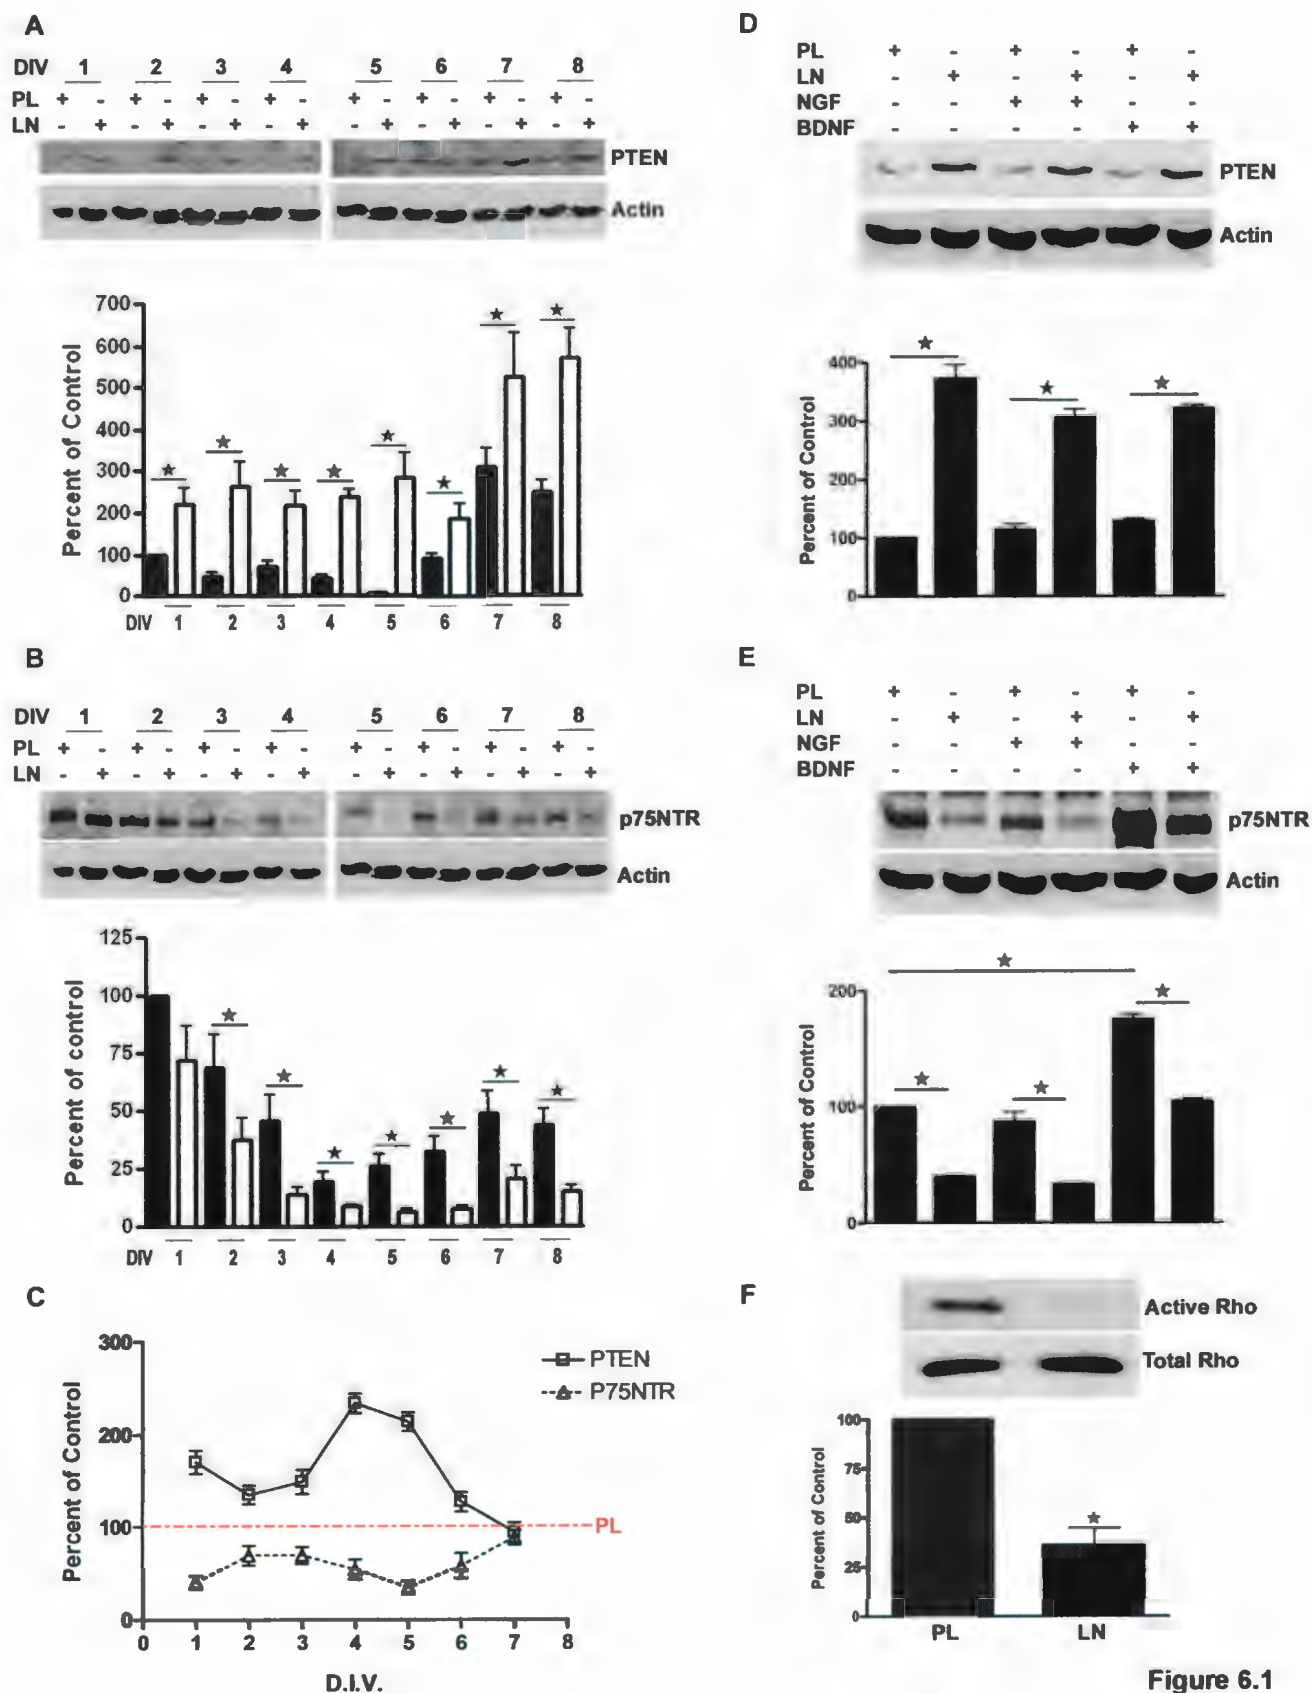 A
DIV 1 2 3 4 5 6 7 8
PL + - + - + - + - + - + - + - + -
LN - + - + - + - + - + - + - + - +
PTEN
Actin
700
600
500
400
300
200
100
0
Percent of Control
DIV 1 2 3 4 5 6 7 8
B
DIV 1 2 3 4 5 6 7 8
PL + - + - + - + - + - + - + - + -
LN - + - + - + - + - + - + - + - +
p75NTR
Actin
125
100
75
50
25
0
Percent of control
DIV 1 2 3 4 5 6 7 8
C
300
200
100
0
Percent of Control
PTEN
P75NTR
PL
0 1 2 3 4 5 6 7 8
D.I.V.
D
PL + - + - + -
LN - + - + - +
NGF - - + + - -
BDNF - - - - + +
PTEN
Actin
400
300
200
100
0
Percent of Control
E
PL + - + - + -
LN - + - + - +
NGF - - + + - -
BDNF - - - - + +
p75NTR
Actin
200
100
0
Percent of Control
F
Active Rho
Total Rho
100
75
50
25
0
Percent of Control
PL LN
Figure 6.1